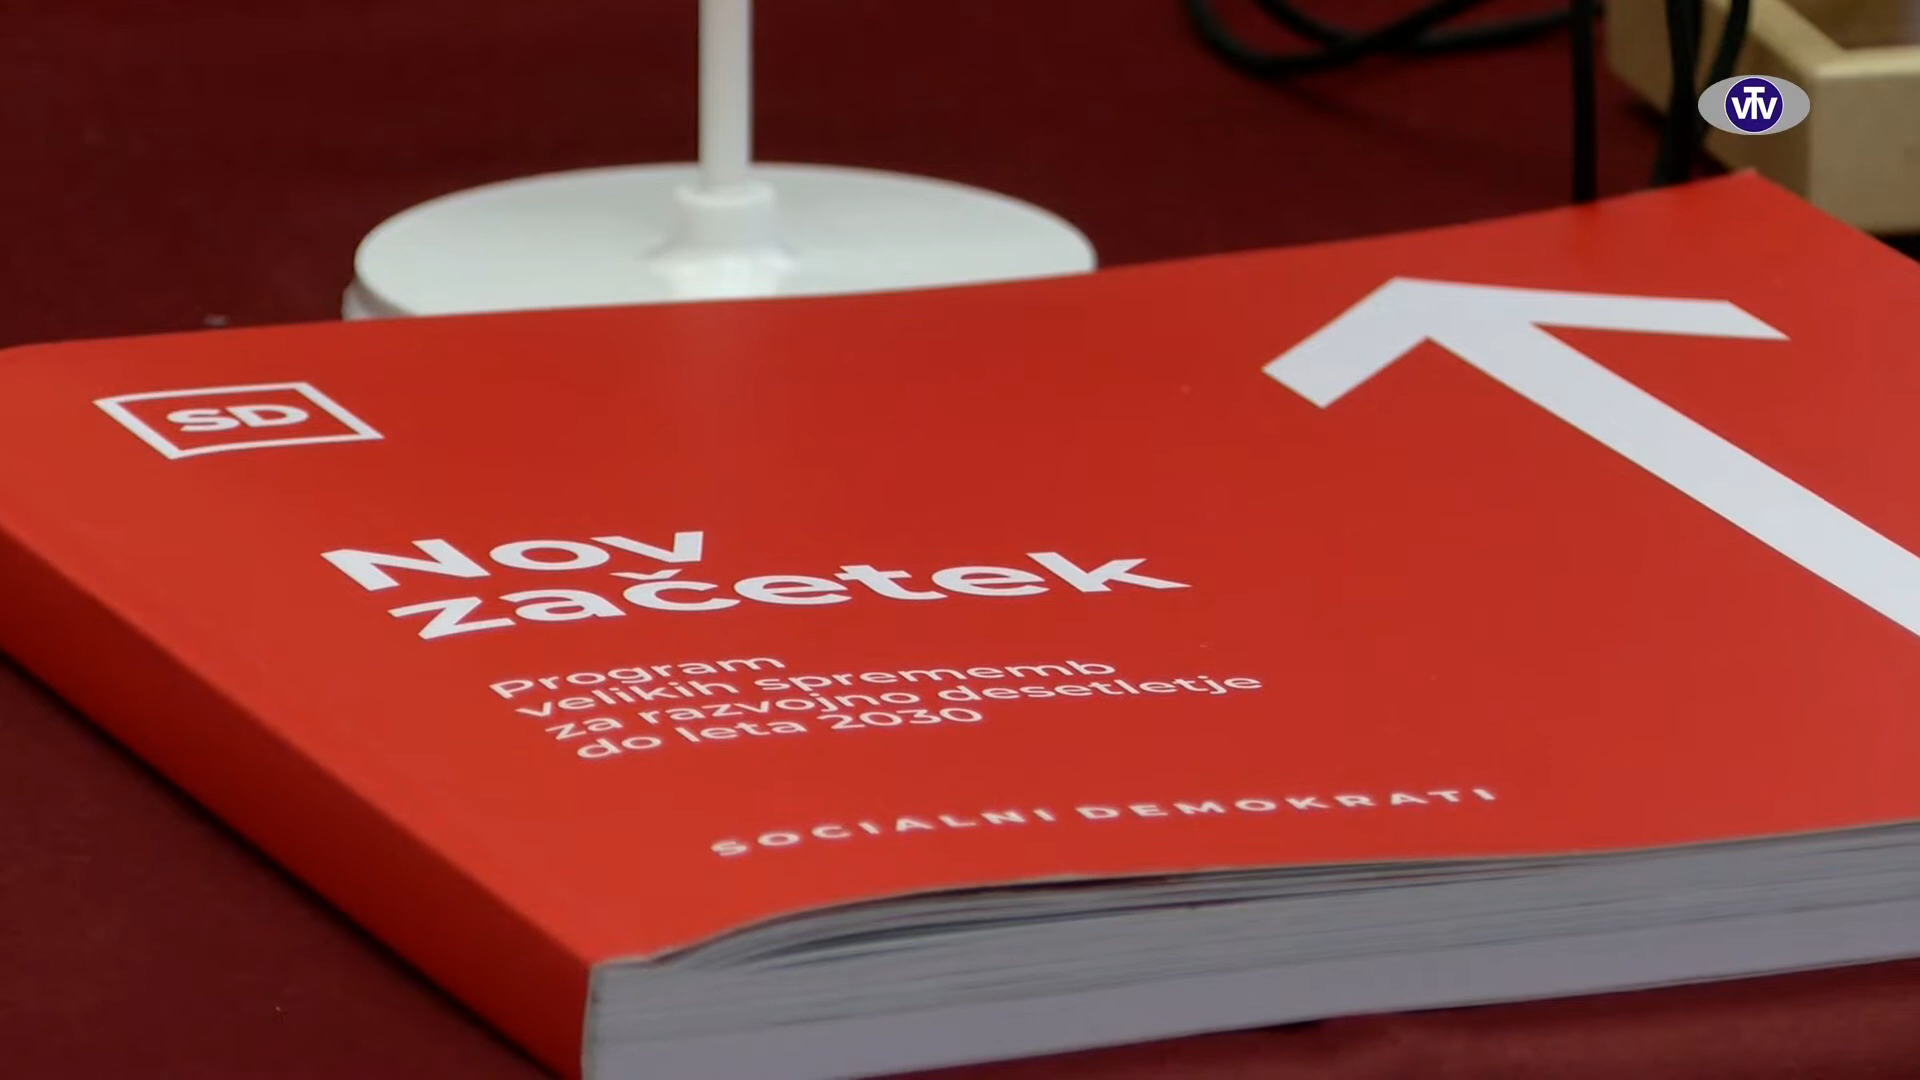 VTV
SD
Nov
začetek
Program
velikih sprememb
za razvojno desetletje
do leta 2030
SOCIALNI DEMOKRATI